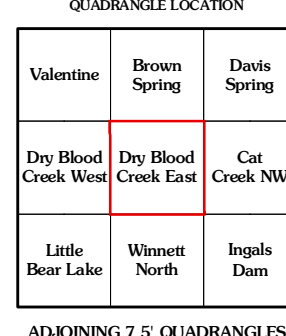 QUADRANGLE LOCATION
Valentine
Brown
Spring
Davis
Spring
Dry Blood
Creek West
Dry Blood
Creek East
Cat
Creek NW
Little
Bear Lake
Winnett
North
Ingals
Dam
ADJOINING 7.5' QUADRANGLES